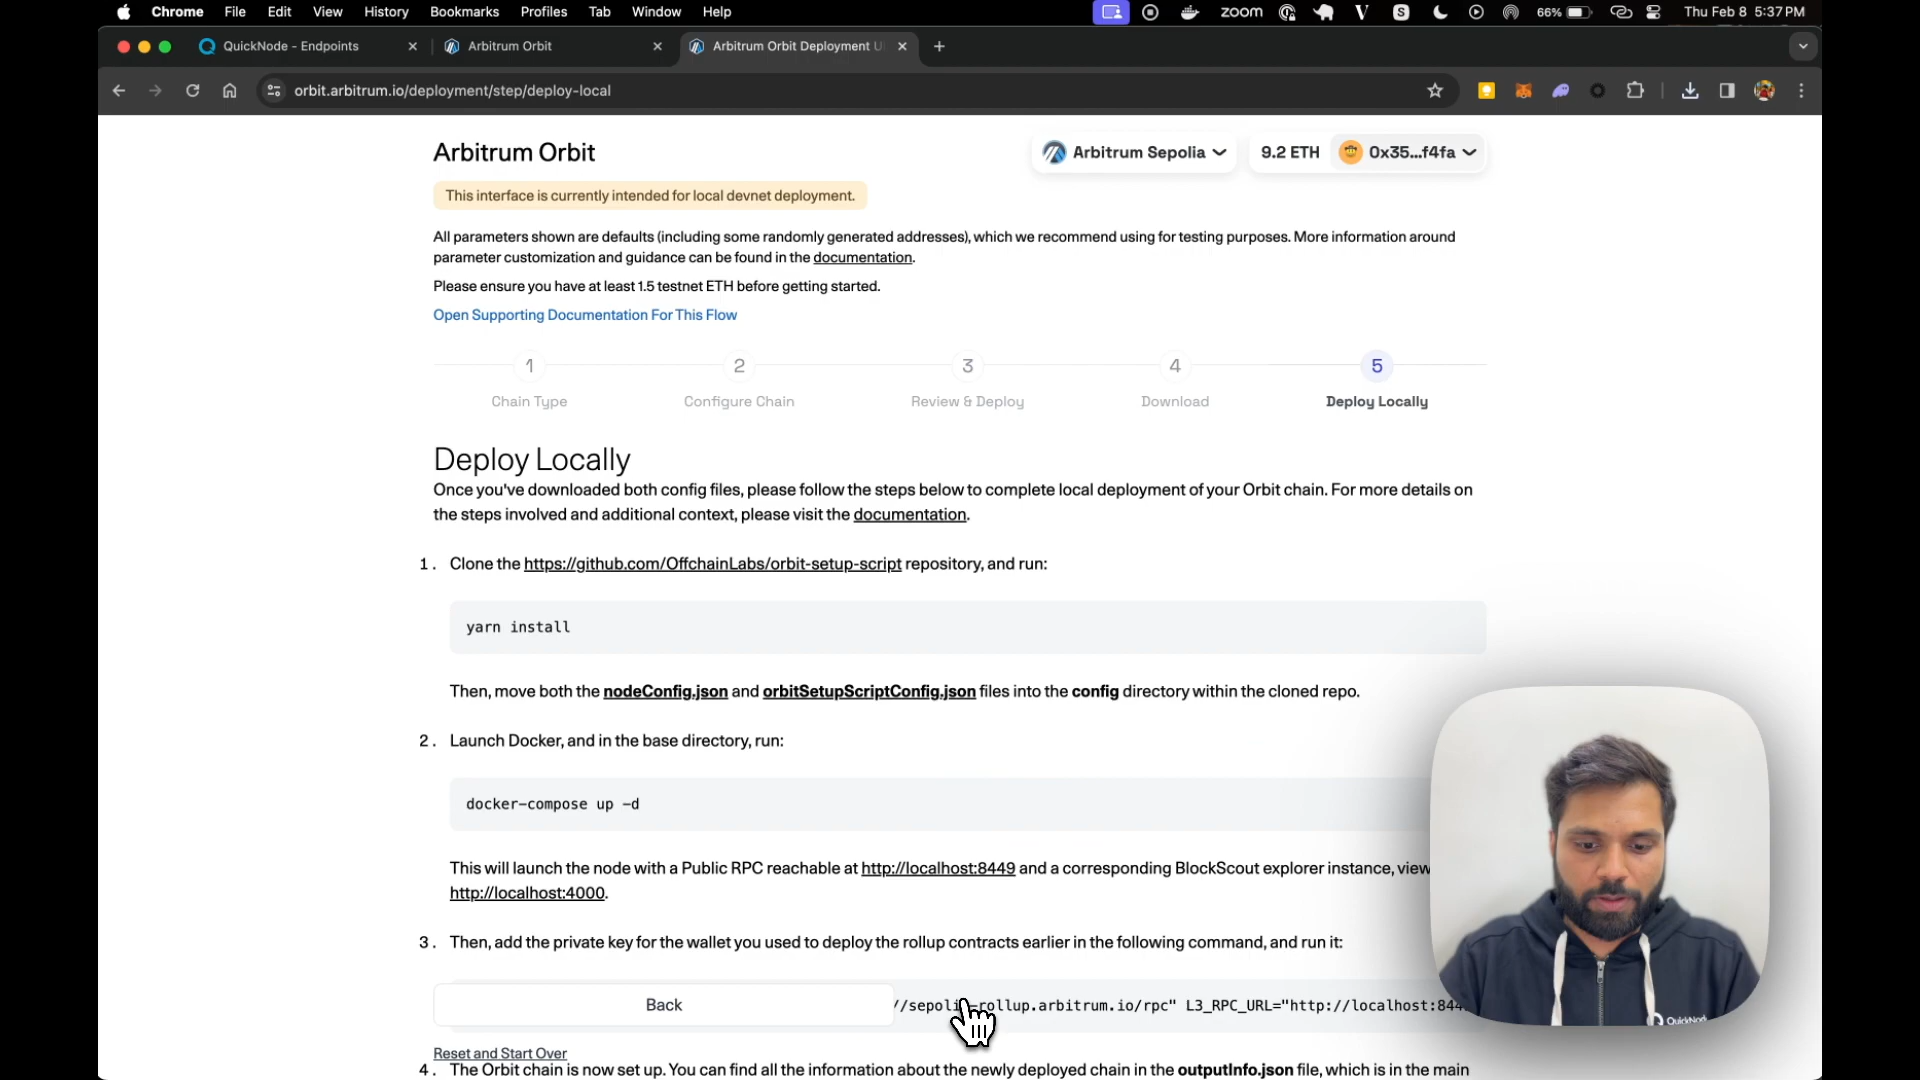 Chrome File Edit View History Bookmarks Profiles Tab Window Help
zoom V S 66% Thu Feb 8 5:37 PM
QuickNode - Endpoints
Arbitrum Orbit
Arbitrum Orbit Deployment U
orbit.arbitrum.io/deployment/step/deploy-local
Arbitrum Orbit
Arbitrum Sepolia
9.2 ETH
0x35...f4fa
This interface is currently intended for local devnet deployment.
All parameters shown are defaults (including some randomly generated addresses), which we recommend using for testing purposes. More information around
parameter customization and guidance can be found in the documentation.
Please ensure you have at least 1.5 testnet ETH before getting started.
Open Supporting Documentation For This Flow
1 2 3 4 5
Chain Type Configure Chain Review & Deploy Download Deploy Locally
Deploy Locally
Once you've downloaded both config files, please follow the steps below to complete local deployment of your Orbit chain. For more details on
the steps involved and additional context, please visit the documentation.
1. Clone the https://github.com/OffchainLabs/orbit-setup-script repository, and run:
yarn install
Then, move both the nodeConfig.json and orbitSetupScriptConfig.json files into the config directory within the cloned repo.
2. Launch Docker, and in the base directory, run:
docker-compose up -d
This will launch the node with a Public RPC reachable at http://localhost:8449 and a corresponding BlockScout explorer instance, view
http://localhost:4000.
3. Then, add the private key for the wallet you used to deploy the rollup contracts earlier in the following command, and run it:
Back
//sepolia-rollup.arbitrum.io/rpc" L3_RPC_URL="http://localhost:844
QuickNode
Reset and Start Over
4. The Orbit chain is now set up. You can find all the information about the newly deployed chain in the outputInfo.json file, which is in the main